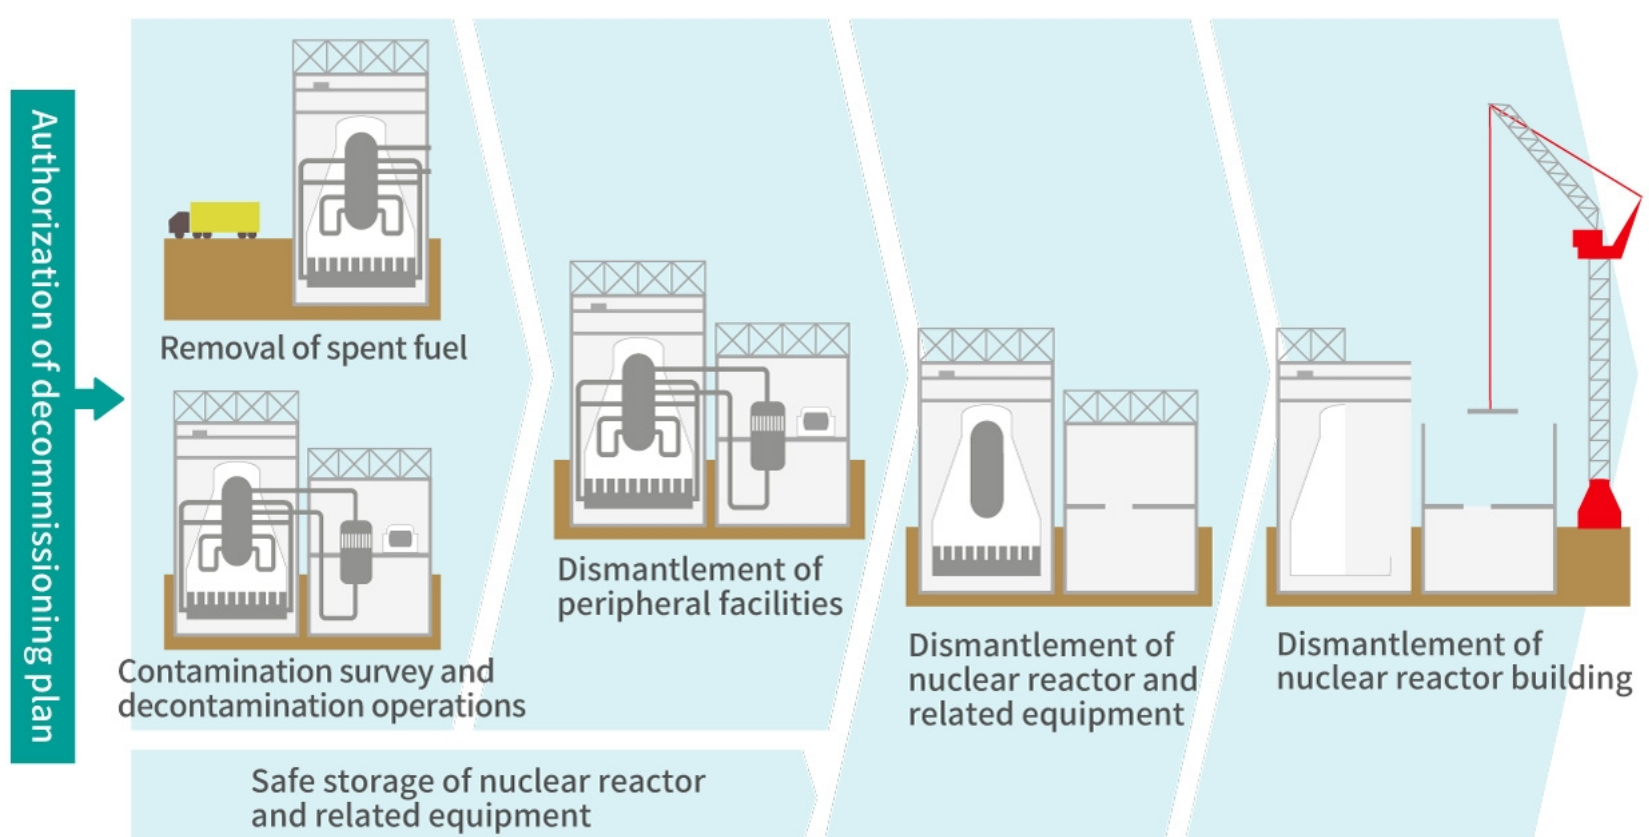 Authorization of decommissioning plan
Removal of spent fuel
Contamination survey and
decontamination operations
Dismantlement of
peripheral facilities
Dismantlement of
nuclear reactor and
related equipment
Dismantlement of
nuclear reactor building
Safe storage of nuclear reactor
and related equipment